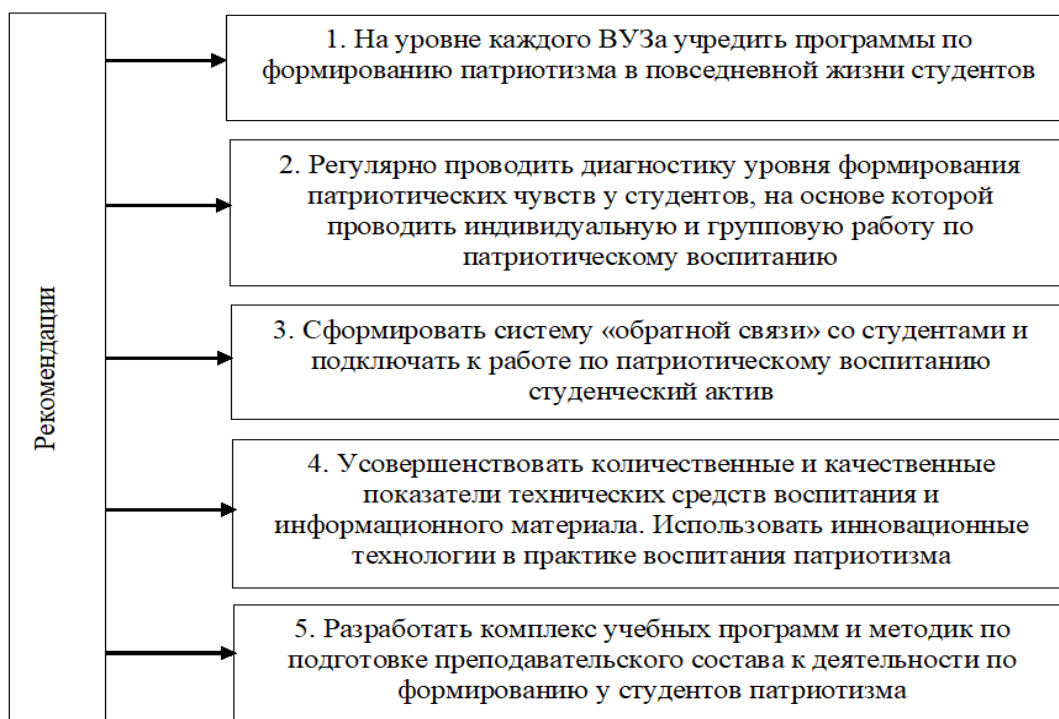 Рекомендации
1. На уровне каждого ВУЗа учредить программы по
формированию патриотизма в повседневной жизни студентов
2. Регулярно проводить диагностику уровня формирования
патриотических чувств у студентов, на основе которой
проводить индивидуальную и групповую работу по
патриотическому воспитанию
3. Сформировать систему «обратной связи» со студентами и
подключать к работе по патриотическому воспитанию
студенческий актив
4. Усовершенствовать количественные и качественные
показатели технических средств воспитания и
информационного материала. Использовать инновационные
технологии в практике воспитания патриотизма
5. Разработать комплекс учебных программ и методик по
подготовке преподавательского состава к деятельности по
формированию у студентов патриотизма